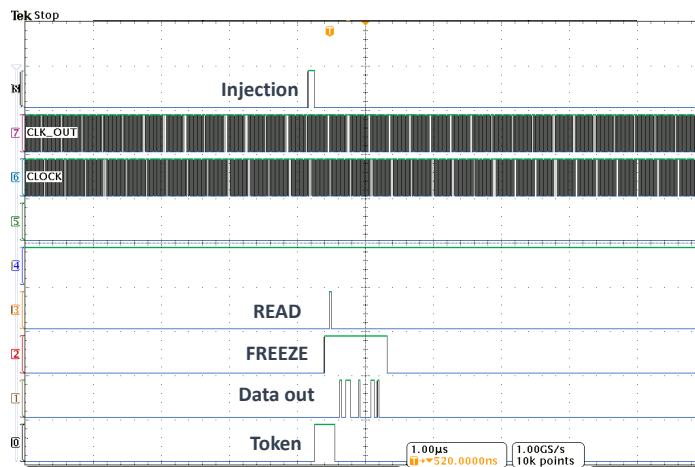 Tek Stop
T
Injection
7 CLK_OUT
6 CLOCK
5
4
3 READ
2 FREEZE
1 Data out
0 Token
1.00µs 1.00GS/s
T→▼520.0000ns 10k points